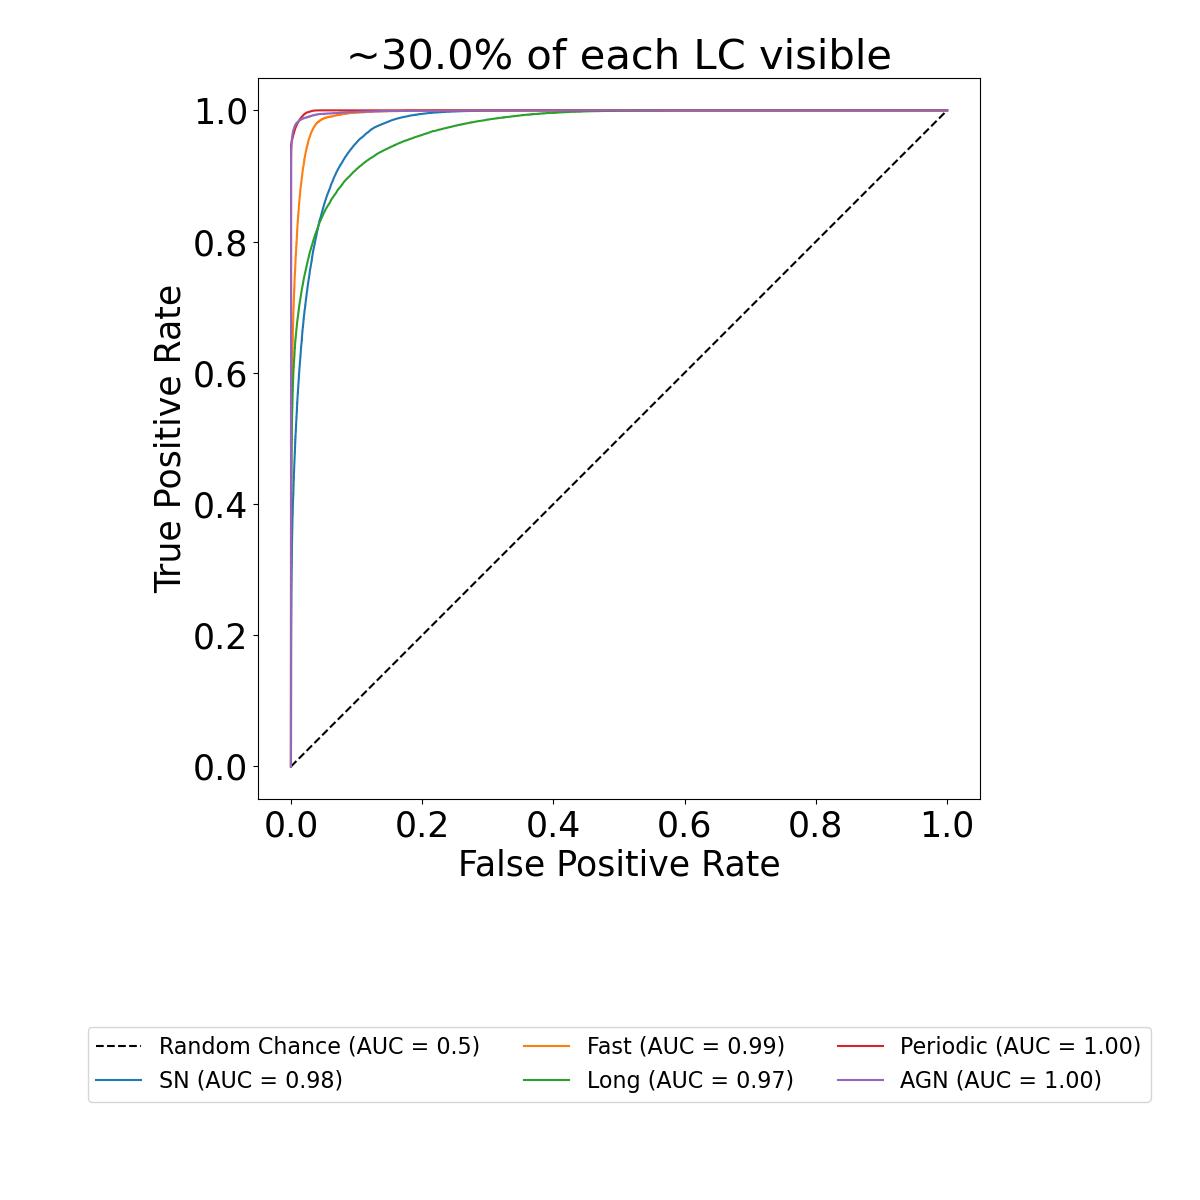 ~30.0% of each LC visible
True Positive Rate
1.0
0.8
0.6
0.4
0.2
0.0
0.0 0.2 0.4 0.6 0.8 1.0
False Positive Rate
Random Chance (AUC = 0.5) Fast (AUC = 0.99) Periodic (AUC = 1.00)
SN (AUC = 0.98) Long (AUC = 0.97) AGN (AUC = 1.00)